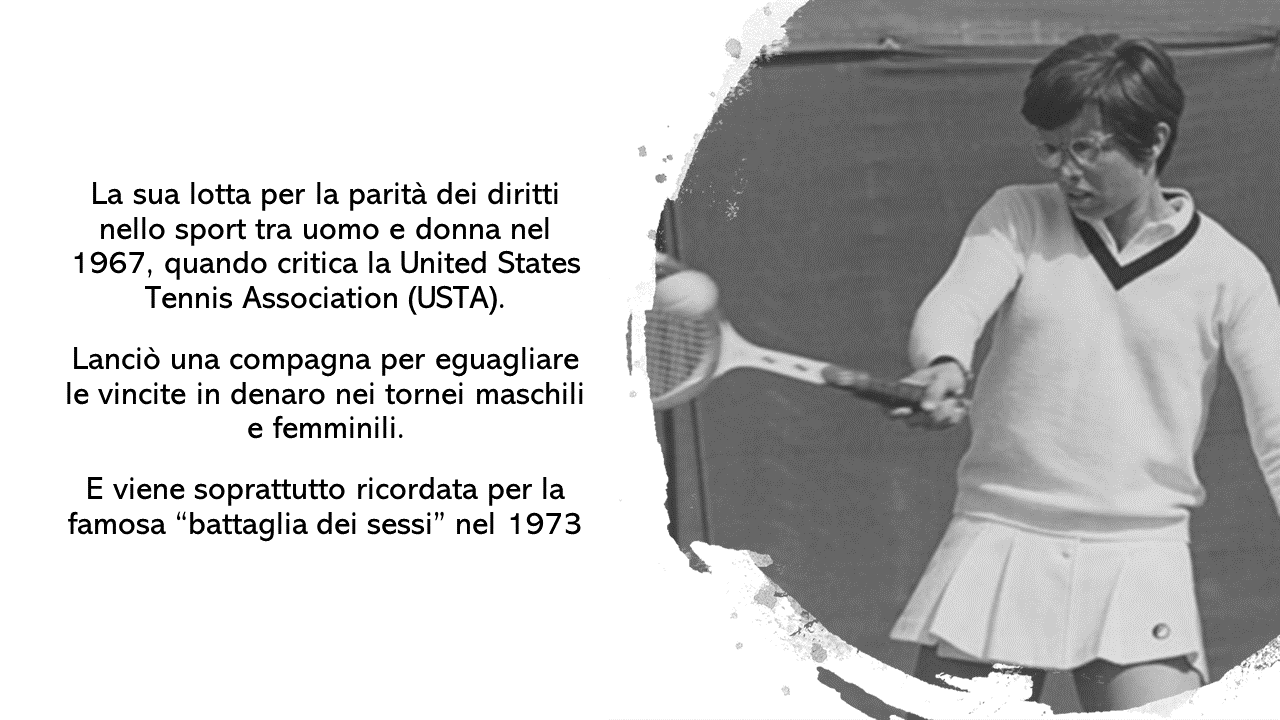 La sua lotta per la parità dei diritti
nello sport tra uomo e donna nel
1967, quando critica la United States
Tennis Association (USTA).
Lanciò una compagna per eguagliare
le vincite in denaro nei tornei maschili
e femminili.
E viene soprattutto ricordata per la
famosa “battaglia dei sessi” nel 1973